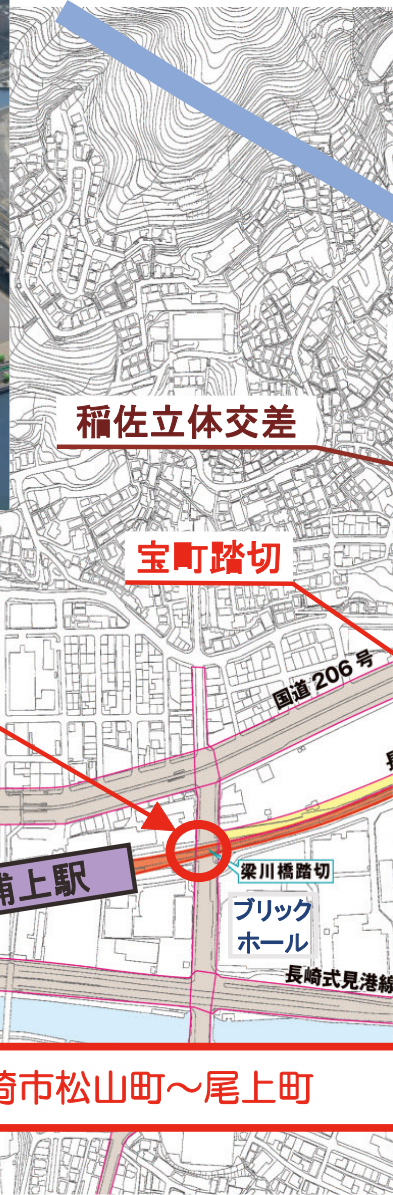 稲佐立体交差
宝町踏切
国道206号
梁川橋踏切
浦上駅
ブリック
ホール
長崎式見港線
崎市松山町～尾上町